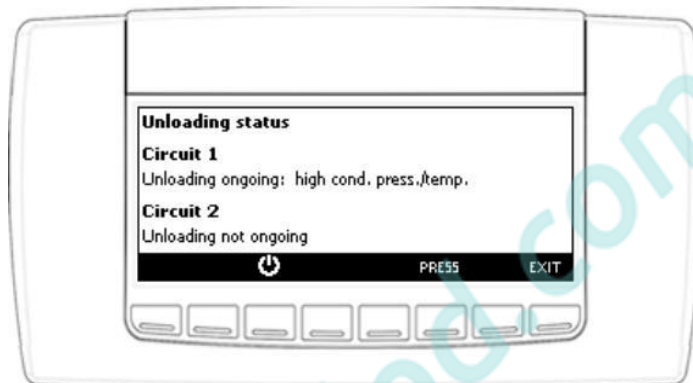 Unloading status
Circuit 1
Unloading ongoing: high cond. press./temp.
Circuit 2
Unloading not ongoing
PRESS EXIT